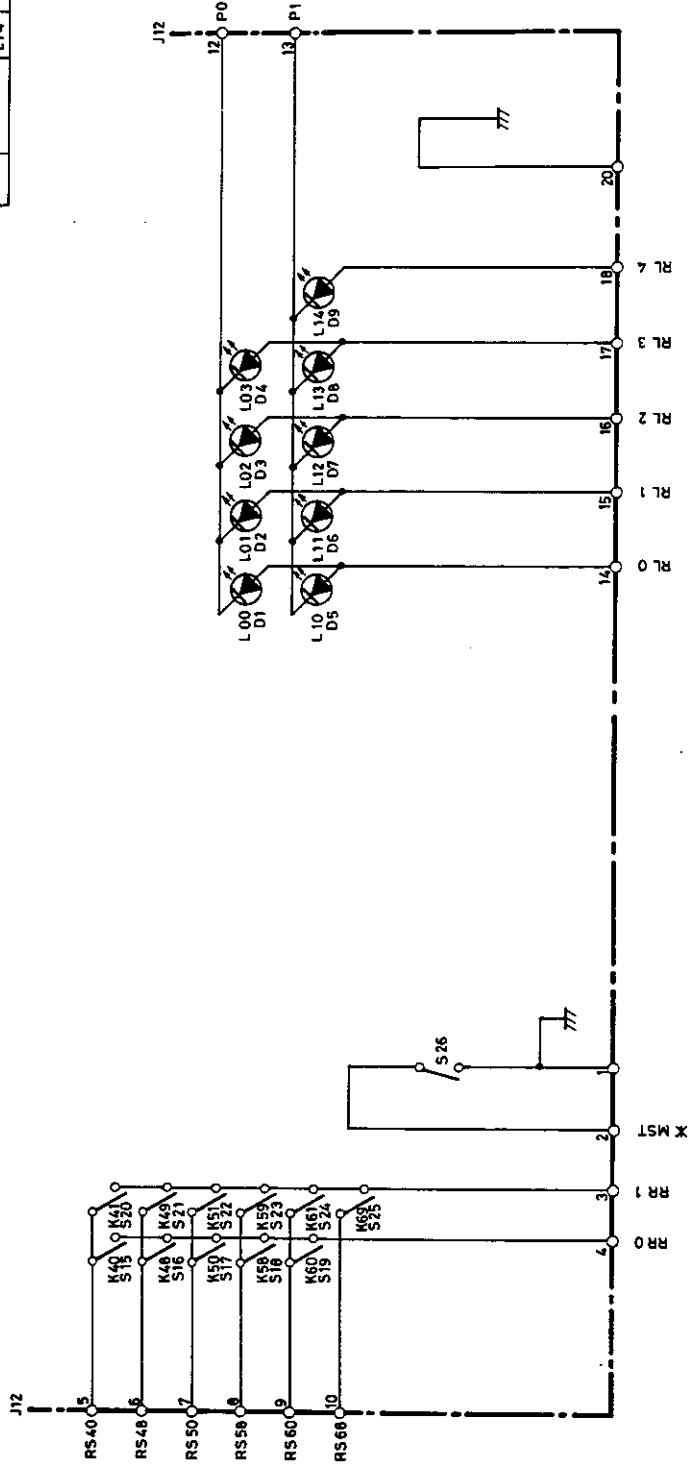 L14
J12
12
P0
13
P1
L00
D1
L01
D2
L02
D3
L03
D4
L10
D5
L11
D6
L12
D7
L13
D8
L14
D9
14
RL 0
15
RL 1
16
RL 2
17
RL 3
18
RL 4
20
J12
RS40
5
RS48
6
RS50
7
RS58
8
RS60
9
RS68
10
K40
S15
K41
S20
K48
S16
K49
S21
K50
S17
K51
S22
K58
S18
K59
S23
K60
S19
K61
S24
K69
S25
S26
4
RR 0
3
RR 1
2
* MST
1